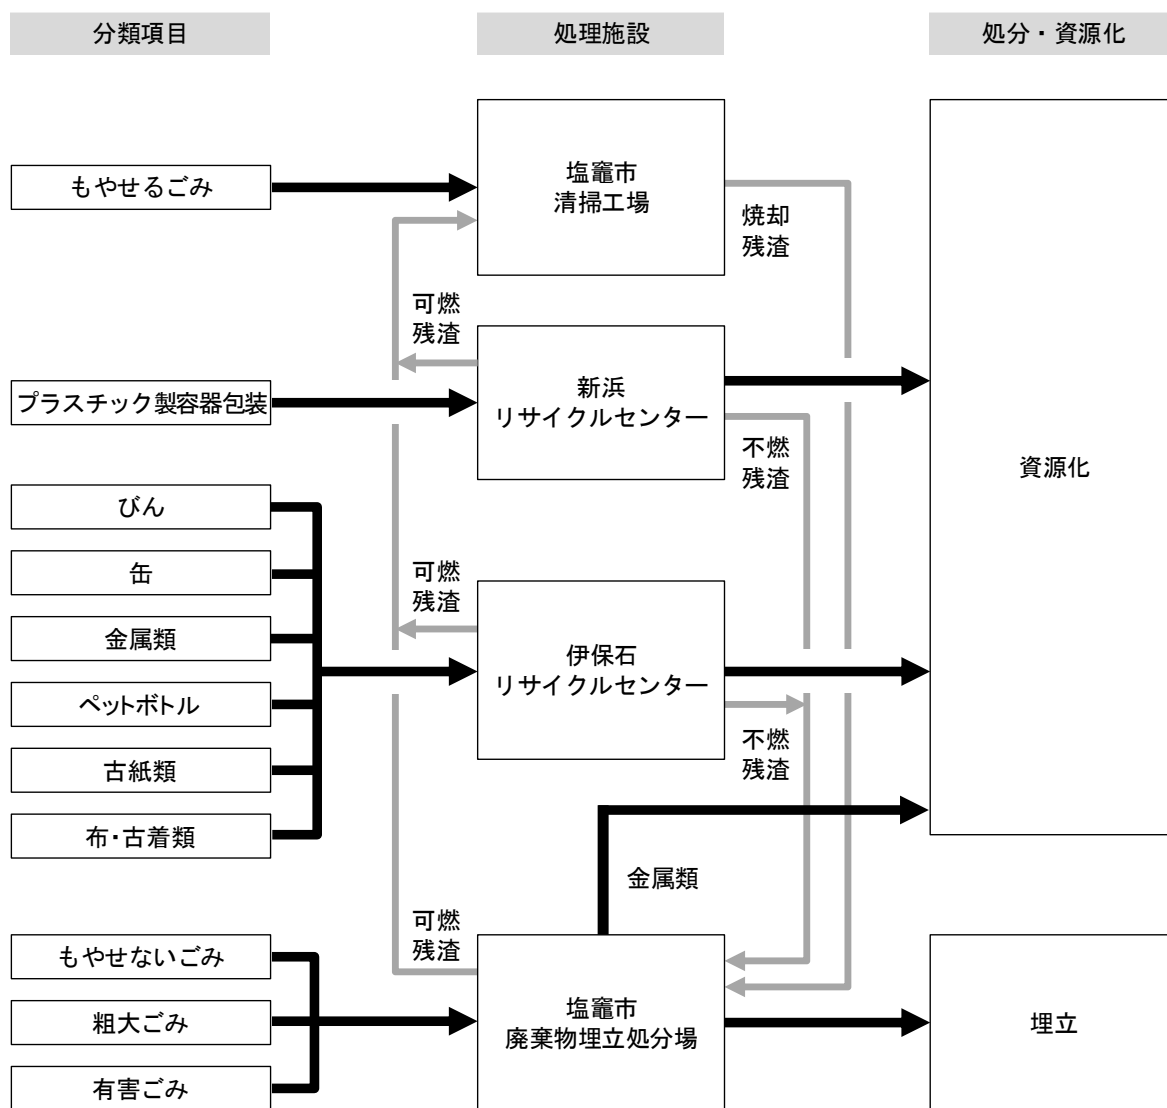 分類項目
処理施設
処分・資源化
もやせるごみ
塩竈市
清掃工場
焼却
残渣
可燃
残渣
プラスチック製容器包装
新浜
リサイクルセンター
不燃
残渣
資源化
びん
缶
金属類
ペットボトル
古紙類
布・古着類
可燃
残渣
伊保石
リサイクルセンター
不燃
残渣
金属類
可燃
残渣
もやせないごみ
粗大ごみ
有害ごみ
塩竈市
廃棄物埋立処分場
埋立